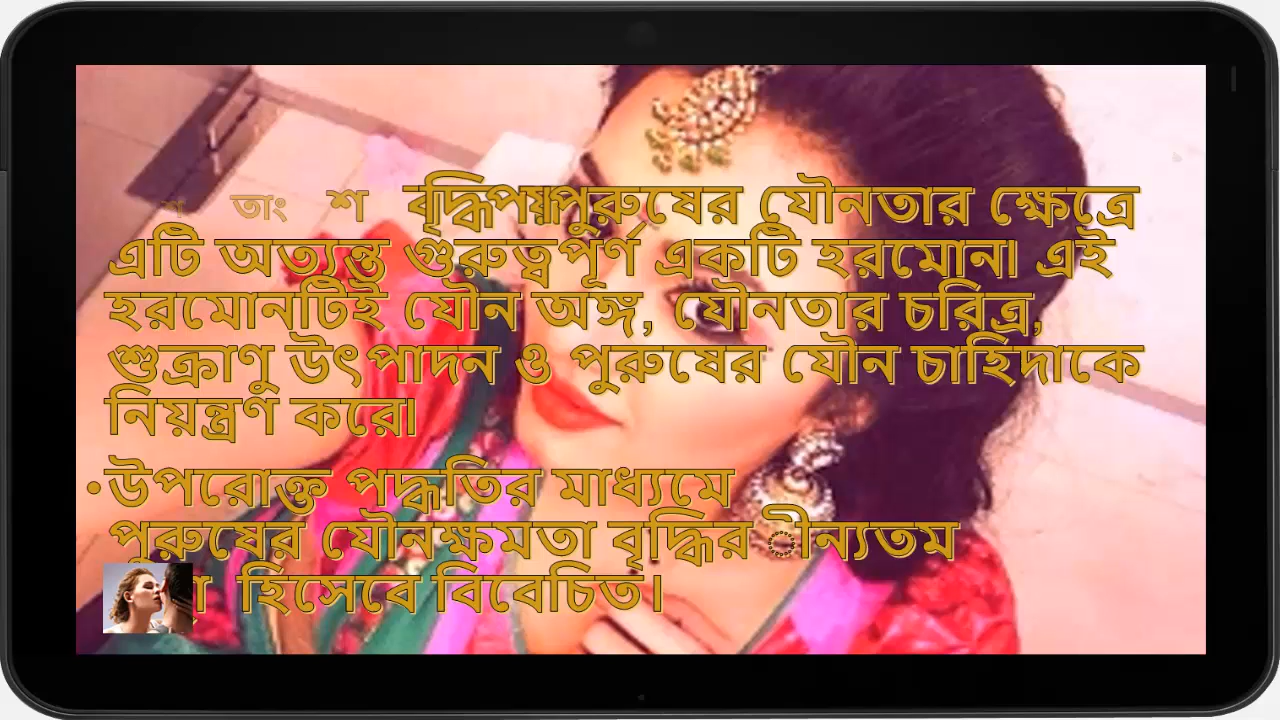 শ তাং শ বৃদ্ধিপায়।পুরুষের যৌনতার ক্ষেত্রে
এটি অত্যন্ত গুরুত্বপূর্ণ একটি হরমোন। এই
হরমোনটিই যৌন অঙ্গ, যৌনতার চরিত্র,
শুক্রাণু উৎপাদন ও পুরুষের যৌন চাহিদাকে
নিয়ন্ত্রণ করে।
•উপরোক্ত পদ্ধতির মাধ্যমে
পুরুষের যৌনক্ষমতা বৃদ্ধির ীন্যতম
হিসেবে বিবেচিত।